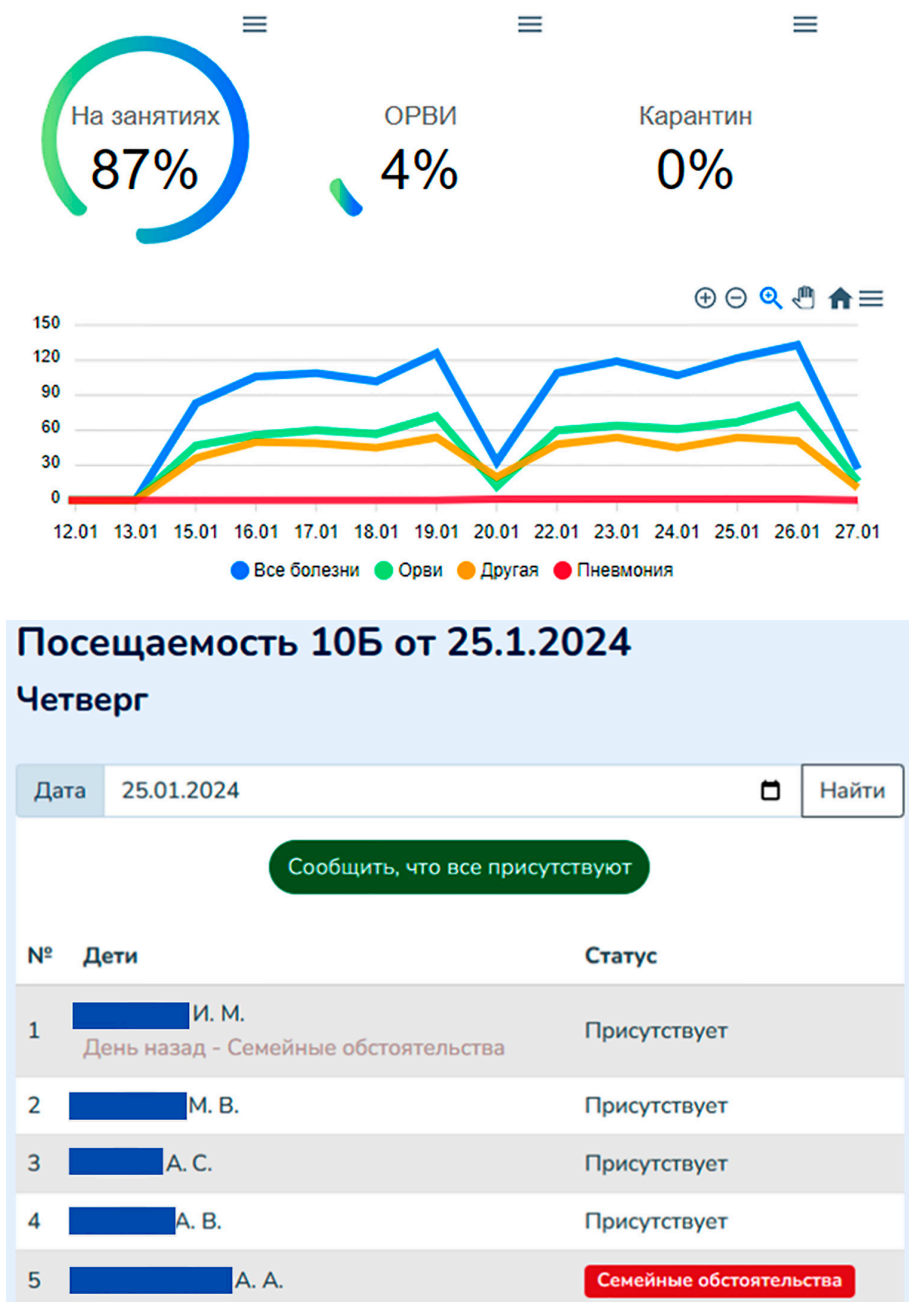 На занятиях ОРВИ Карантин
87% 4% 0%
150
120
90
60
30
0
12.01 13.01 15.01 16.01 17.01 18.01 19.01 20.01 22.01 23.01 24.01 25.01 26.01 27.01
Все болезни Орви Другая Пневмония
Посещаемость 10Б от 25.1.2024
Четверг
Дата 25.01.2024 Найти
Сообщить, что все присутствуют
№ Дети Статус
1 И. М. Присутствует
День назад - Семейные обстоятельства
2 М. В. Присутствует
3 А. С. Присутствует
4 А. В. Присутствует
5 А. А. Семейные обстоятельства